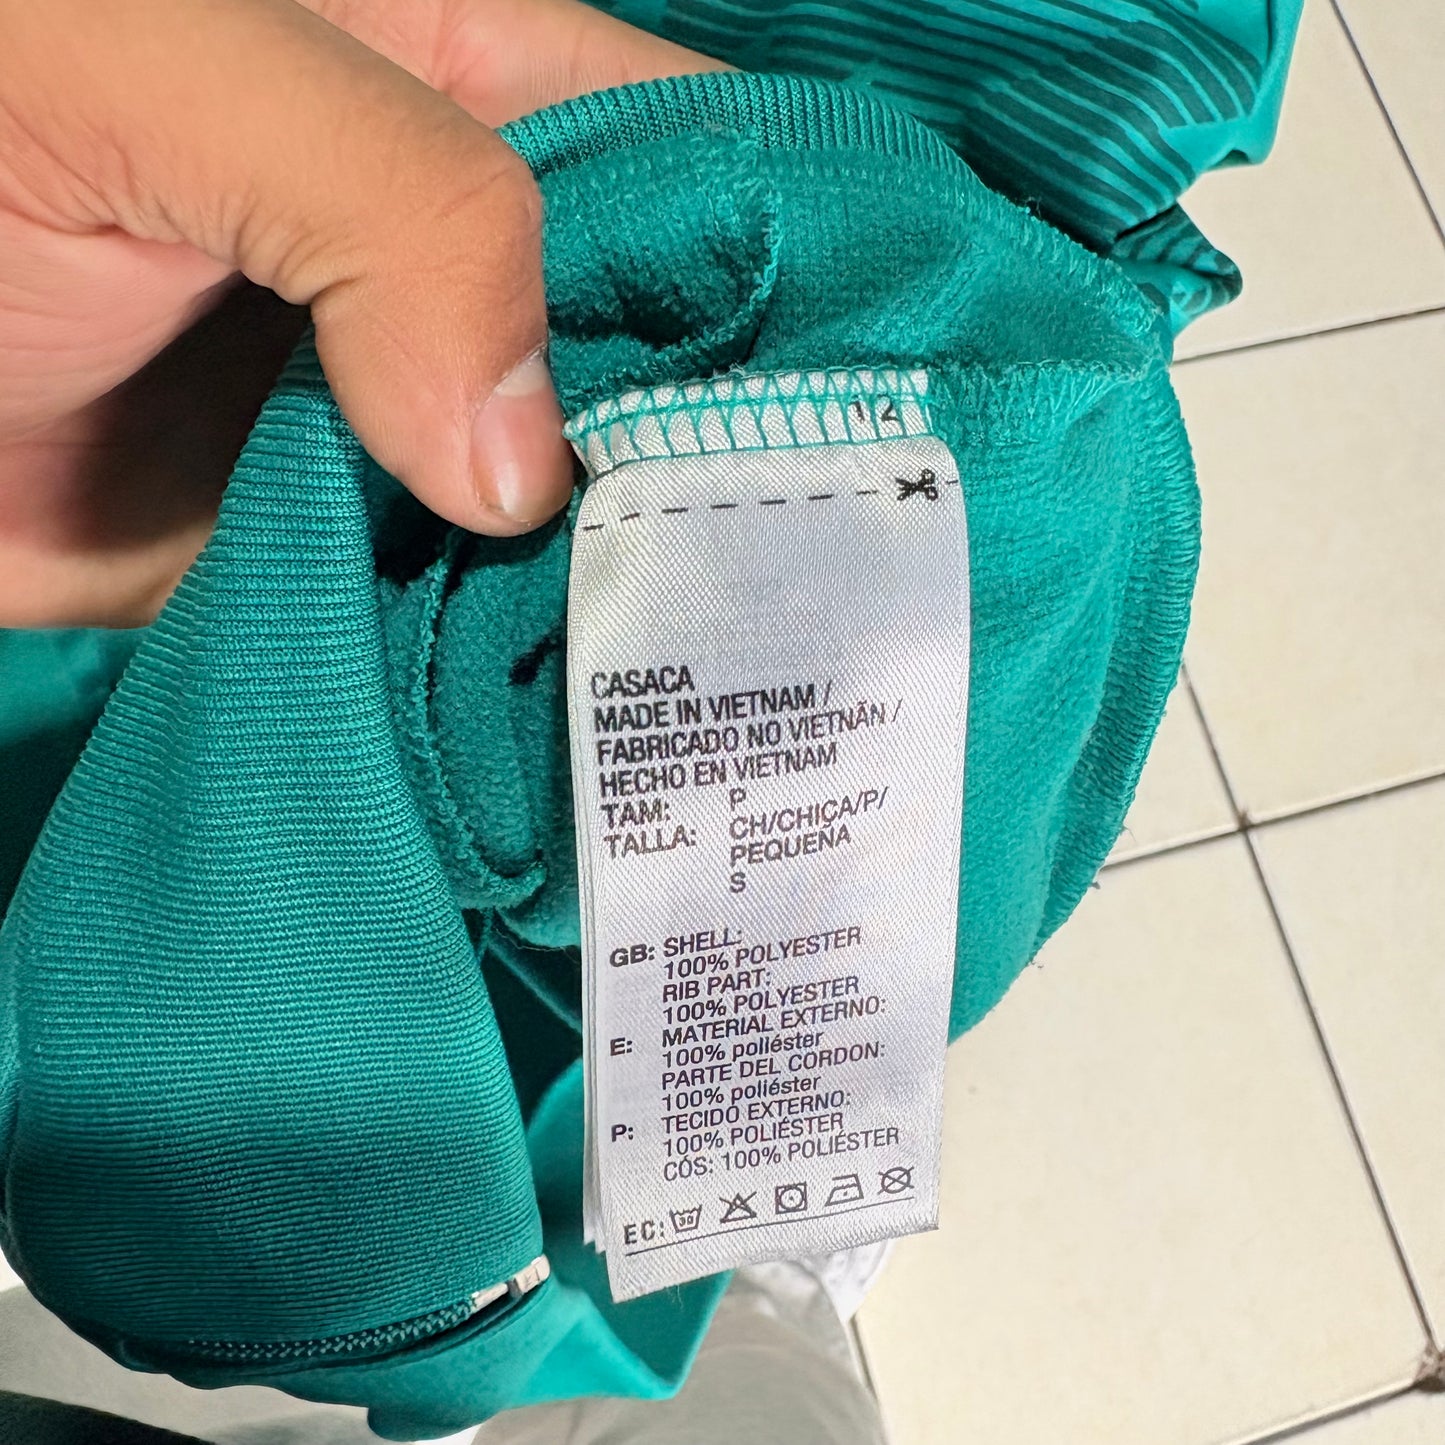 12
CASACA
MADE IN VIETNAM /
FABRICADO NO VIETNÃN /
HECHO EN VIETNAM
TAM: P
TALLA: CH/CHICA/P/
PEQUEÑA
S
GB: SHELL:
100% POLYESTER
RIB PART:
100% POLYESTER
E: MATERIAL EXTERNO:
100% poliéster
PARTE DEL CORDON:
100% poliéster
P: TECIDO EXTERNO:
100% POLIÉSTER
CÓS: 100% POLIÉSTER
EC: 30